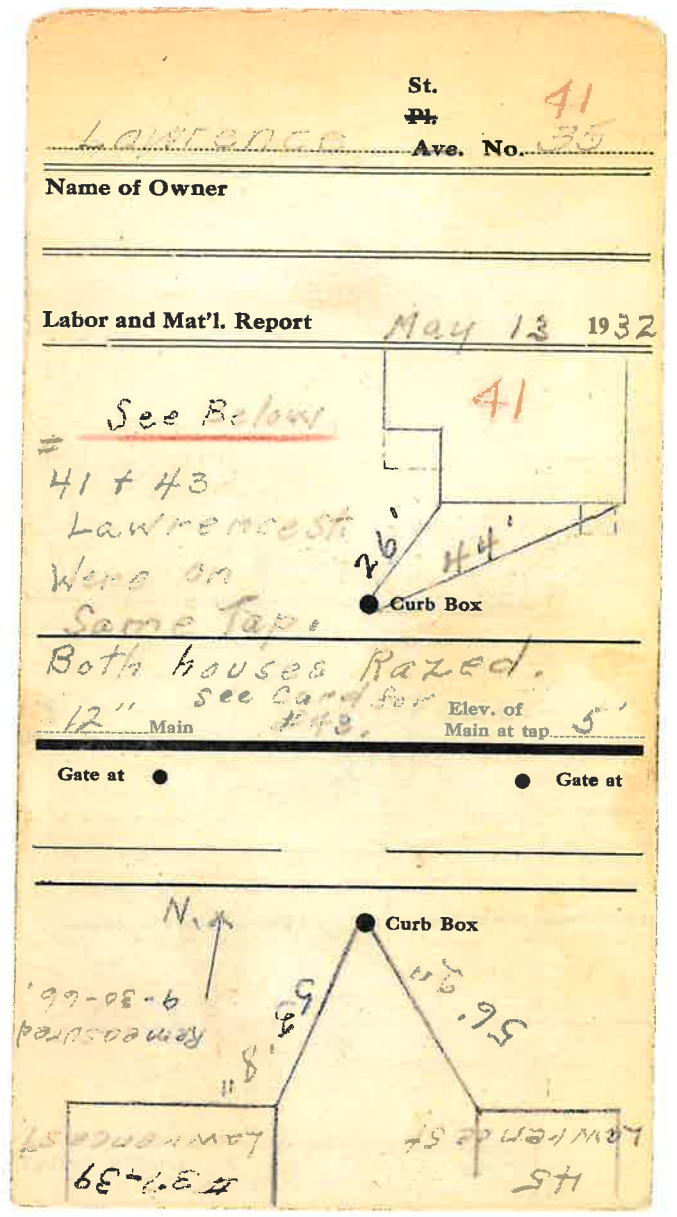 St.
Pl. 41
Lawrence Ave. No. 35
Name of Owner
Labor and Mat'l. Report May 13 1932
41
See Below
=
41 + 43
Lawrence St
Were on
Same Tap.
26' 44'
Curb Box
Both houses Razed.
see Card for
#43.
12" Main
Elev. of
Main at tap 5'
Gate at
Gate at
N.
Curb Box
56' 2"
Remeasured
9-30-66.
Lawrence St
#37-39
Lawrence St
45